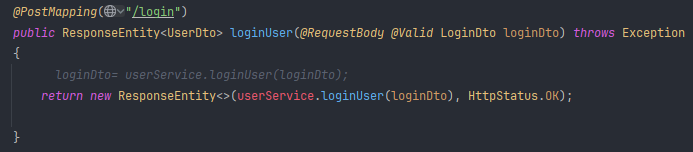 @PostMapping("/login")
public ResponseEntity<UserDto> loginUser(@RequestBody @Valid LoginDto loginDto) throws Exception
{
loginDto= userService.loginUser(loginDto);
return new ResponseEntity<>(userService.loginUser(loginDto), HttpStatus.OK);
}